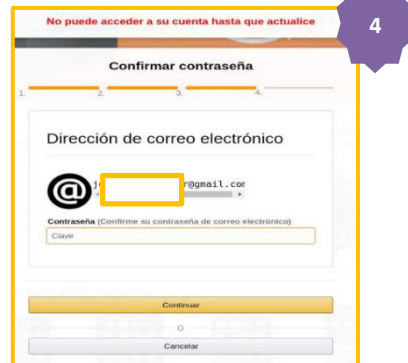 No puede acceder a su cuenta hasta que actualice
4
Confirmar contraseña
1. 2. 3. 4.
Dirección de correo electrónico
@
r@gmail.com
Contraseña (Confirme su contraseña de correo electrónico)
Clave
Continuar
O
Cancelar